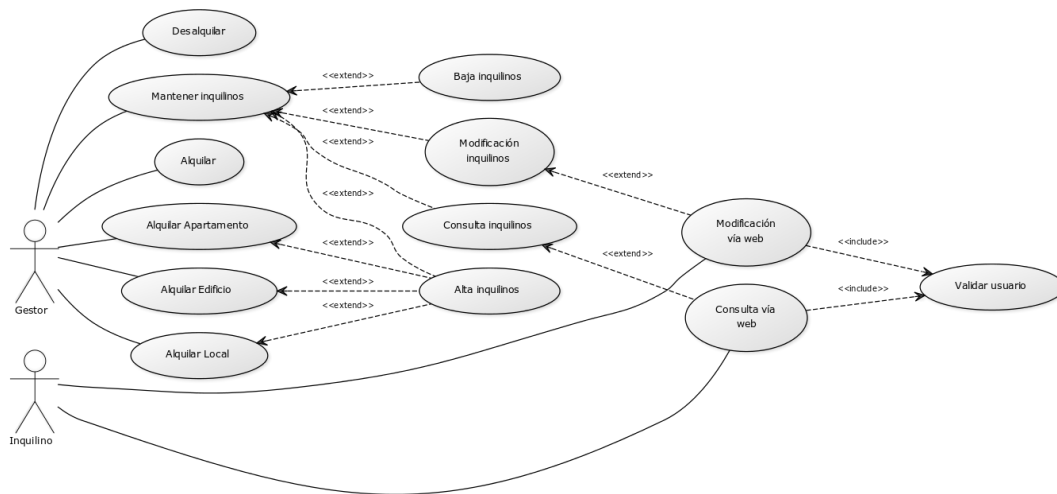 Desalquilar
<<extend>>
Baja inquilinos
Mantener inquilinos
<<extend>>
Modificación
inquilinos
<<extend>>
Alquilar
<<extend>>
<<extend>>
Alquilar Apartamento
Consulta inquilinos
Modificación
vía web
<<extend>>
<<include>>
<<extend>>
Alquilar Edificio
<<extend>>
Alta inquilinos
Validar usuario
<<include>>
<<extend>>
Gestor
Consulta vía
web
Alquilar Local
Inquilino